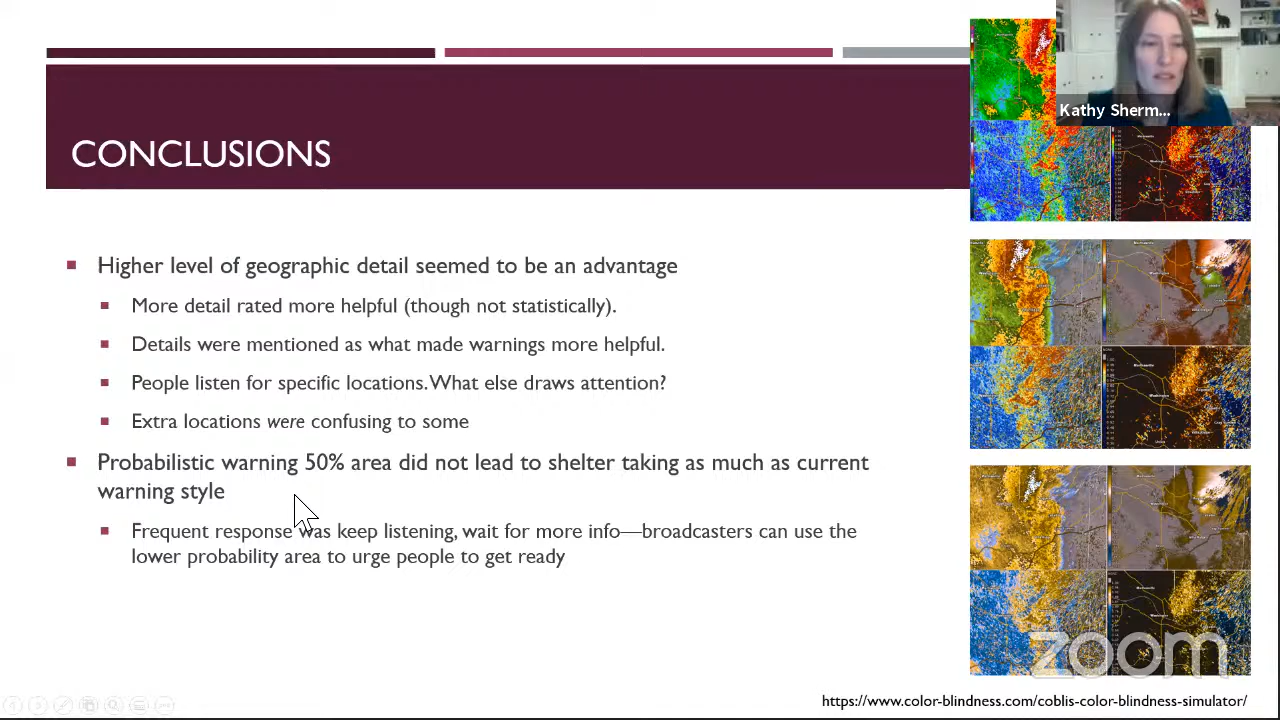 Kathy Sherm...
CONCLUSIONS
Higher level of geographic detail seemed to be an advantage
More detail rated more helpful (though not statistically).
Details were mentioned as what made warnings more helpful.
People listen for specific locations. What else draws attention?
Extra locations were confusing to some
Probabilistic warning 50% area did not lead to shelter taking as much as current
warning style
Frequent response was keep listening, wait for more info—broadcasters can use the
lower probability area to urge people to get ready
zoom
https://www.color-blindness.com/coblis-color-blindness-simulator/